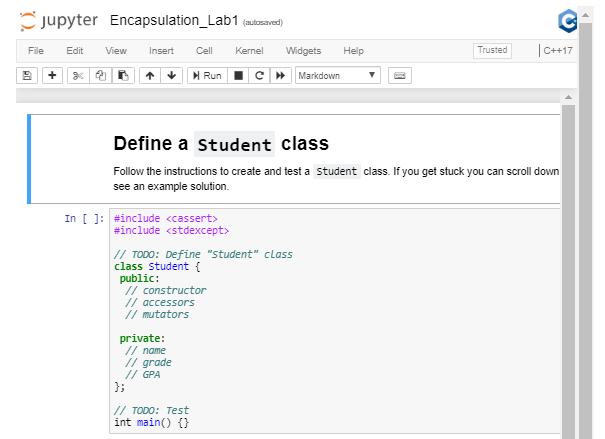 jupyter Encapsulation_Lab1 (autosaved)
File Edit View Insert Cell Kernel Widgets Help Trusted C++17
Run Markdown
Define a Student class
Follow the instructions to create and test a Student class. If you get stuck you can scroll down
see an example solution.
In [ ]: #include <cassert>
#include <stdexcept>
// TODO: Define "Student" class
class Student {
public:
// constructor
// accessors
// mutators
private:
// name
// grade
// GPA
};
// TODO: Test
int main() {}